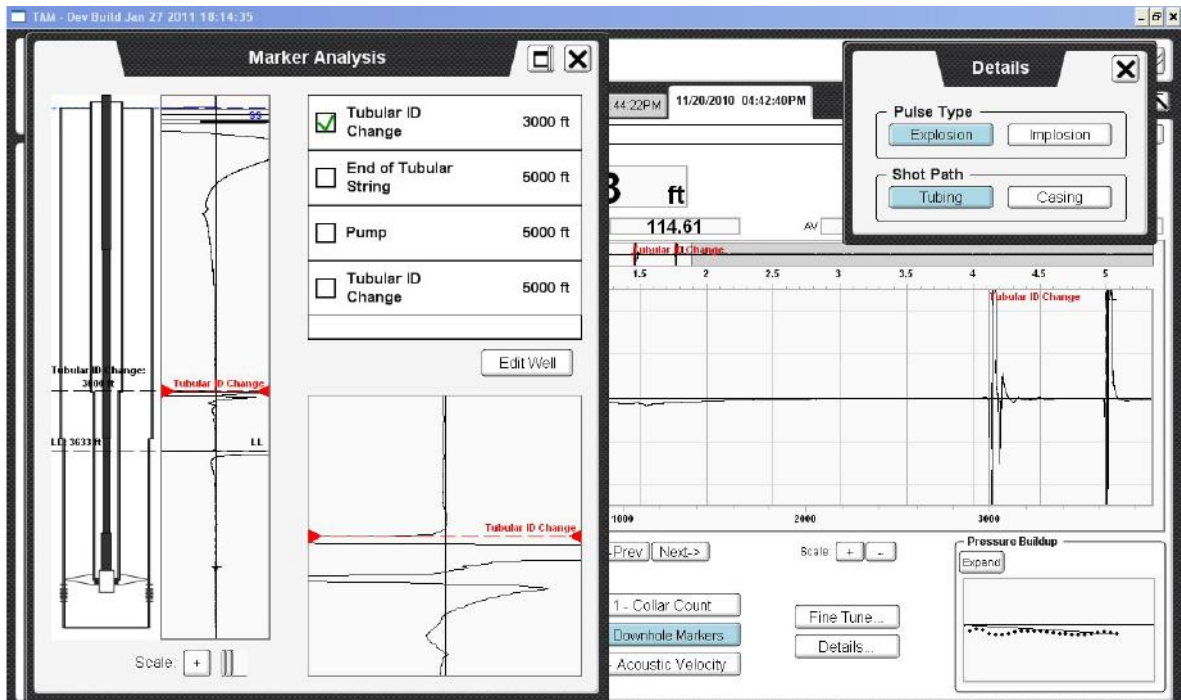 TAM - Dev Build Jan 27 2011 18:14:35
Marker Analysis
SS
Tubular ID Change:
3000 ft
Tubular ID Change
LL: 3633 ft
LL
Scale: +
Tubular ID
Change
3000 ft
End of Tubular
String
5000 ft
Pump
5000 ft
Tubular ID
Change
5000 ft
Edit Well
Tubular ID Change
44:22PM
11/20/2010 04:42:40PM
ft
114.61
AV
Tubular ID Change
1.5 2 2.5 3 3.5 4 4.5 5
Tubular ID Change
LL
1000 2000 3000
Prev Next->
Scale: + -
1 - Collar Count
Downhole Markers
- Acoustic Velocity
Fine Tune...
Details...
Pressure Buildup
Expand
Details
Pulse Type
Explosion Implosion
Shot Path
Tubing Casing